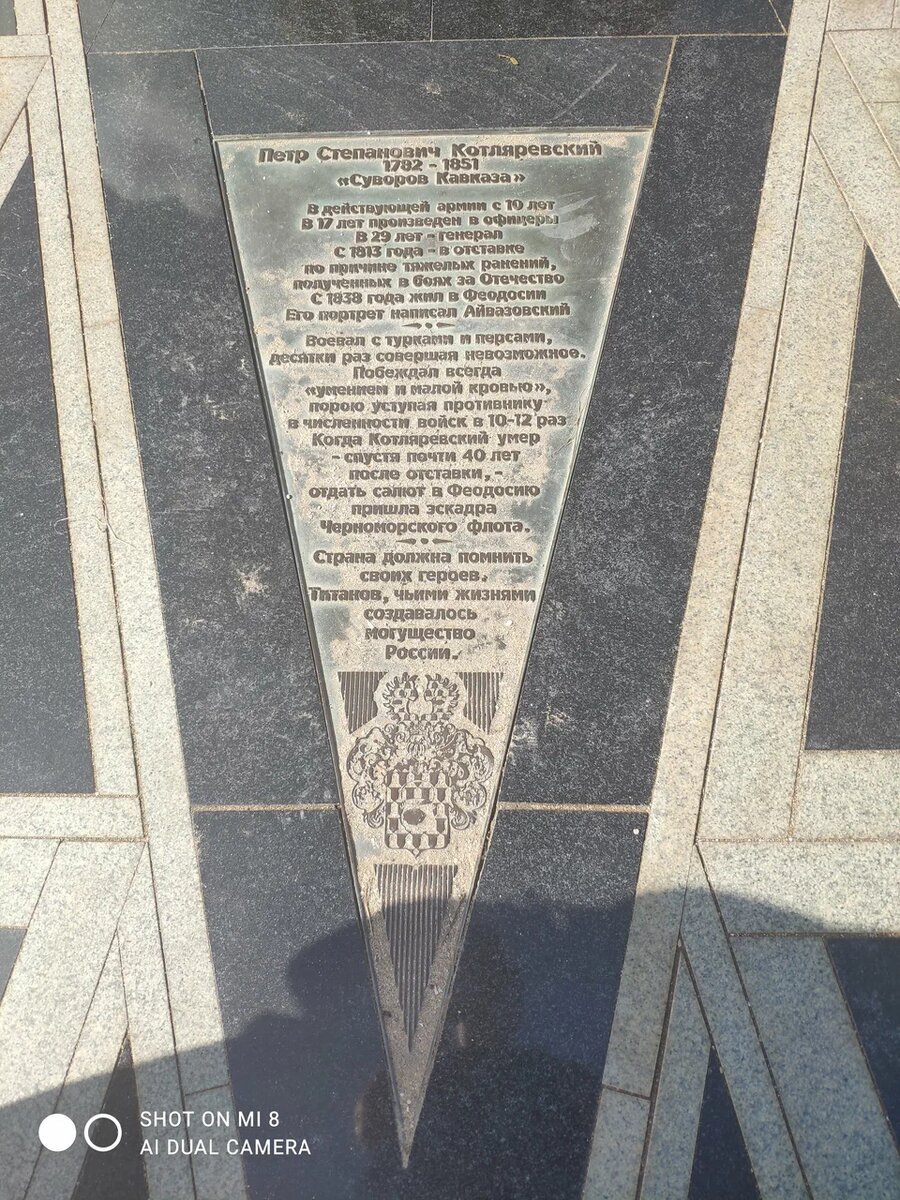 Петр Степанович Котляревский
1782 - 1851
«Суворов Кавказа»
В действующей армии с 10 лет
В 17 лет произведен в офицеры
В 29 лет - генерал
С 1813 года - в отставке
по причине тяжелых ранений,
полученных в боях за Отечество
С 1838 года жил в Феодосии
Его портрет написал Айвазовский
Воевал с турками и персами,
десятки раз совершая невозможное.
Побеждал всегда
«умением и малой кровью»,
порою уступая противнику
в численности войск в 10-12 раз
Когда Котляревский умер
- спустя почти 40 лет
после отставки, -
отдать салют в Феодосию
пришла эскадра
Черноморского флота.
Страна должна помнить
своих героев.
Титанов, чьими жизнями
создавалось
могущество
России.
SHOT ON MI 8
AI DUAL CAMERA